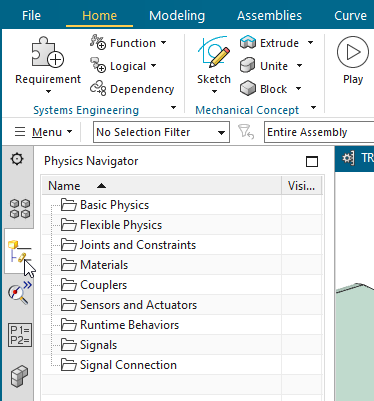 File Home Modeling Assemblies Curve
Requirement
Function
Logical
Dependency
Systems Engineering
Sketch
Extrude
Unite
Block
Mechanical Concept
Play
Menu No Selection Filter Entire Assembly
Physics Navigator
TR
Name Visi...
Basic Physics
Flexible Physics
Joints and Constraints
Materials
Couplers
Sensors and Actuators
Runtime Behaviors
Signals
Signal Connection
P1=
P2=